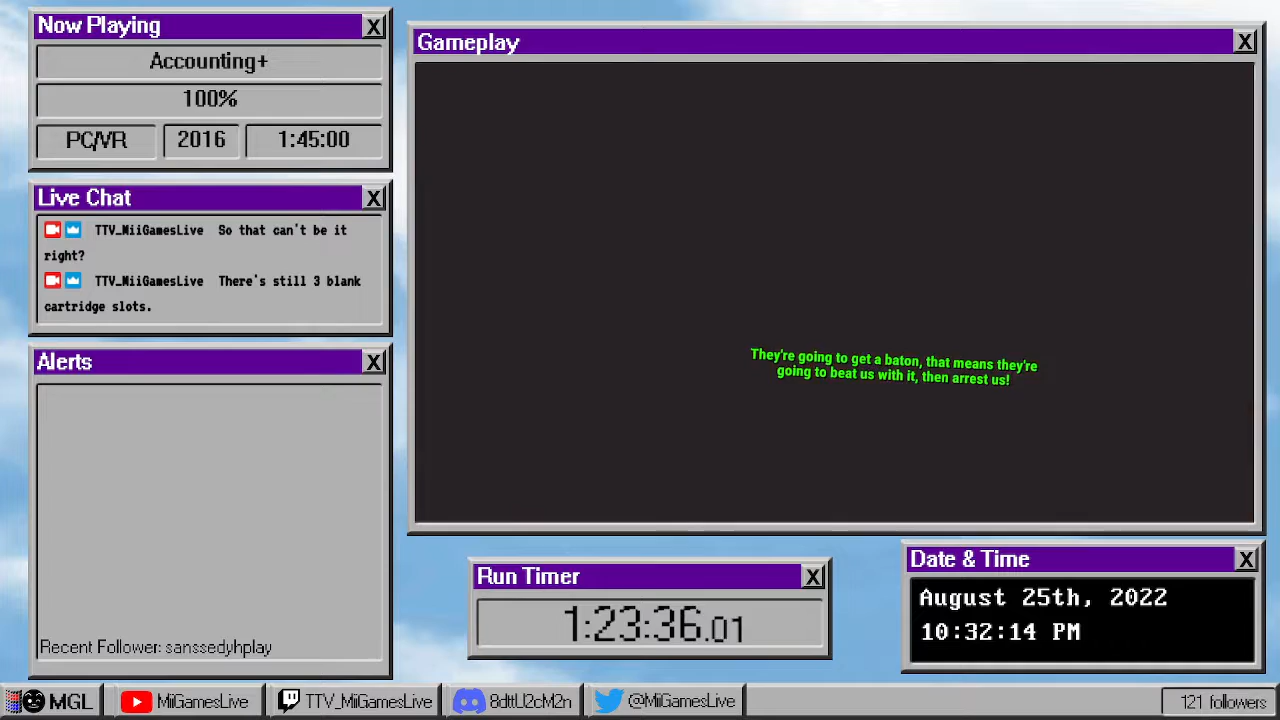 Now Playing
X
Accounting+
100%
PC/VR
2016
1:45:00
Live Chat
X
TTV_MiiGamesLive So that can't be it
right?
TTV_MiiGamesLive There's still 3 blank
cartridge slots.
Alerts
X
Recent Follower: sanssedyhplay
Gameplay
X
They're going to get a baton, that means they're
going to beat us with it, then arrest us!
Run Timer
X
1:23:36.01
Date & Time
X
August 25th, 2022
10:32:14 PM
MGL
MiiGamesLive
TTV_MiiGamesLive
8dttU2cM2n
@MiiGamesLive
121 followers